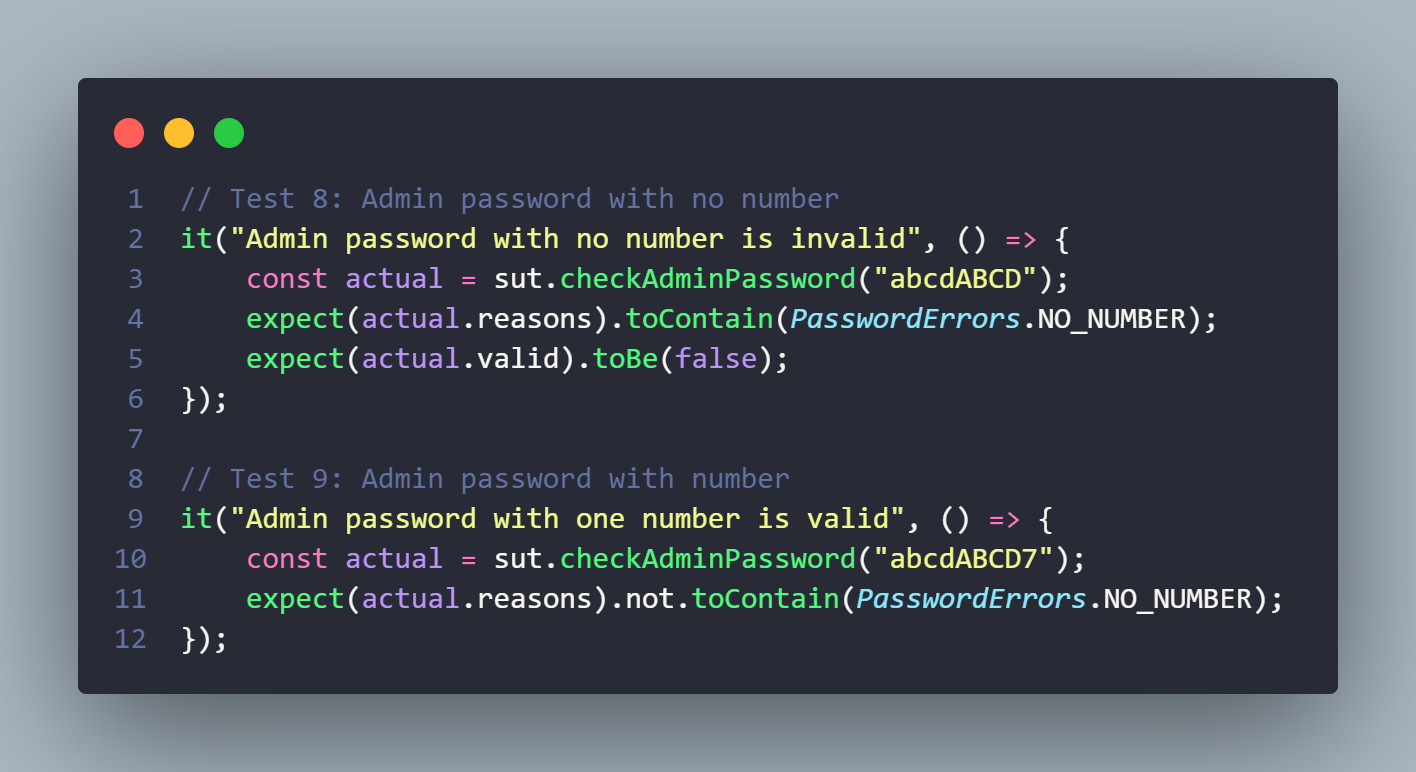 1 // Test 8: Admin password with no number
2 it("Admin password with no number is invalid", () => {
3     const actual = sut.checkAdminPassword("abcdABCD");
4     expect(actual.reasons).toContain(PasswordErrors.NO_NUMBER);
5     expect(actual.valid).toBe(false);
6 });
7
8 // Test 9: Admin password with number
9 it("Admin password with one number is valid", () => {
10     const actual = sut.checkAdminPassword("abcdABCD7");
11     expect(actual.reasons).not.toContain(PasswordErrors.NO_NUMBER);
12 });